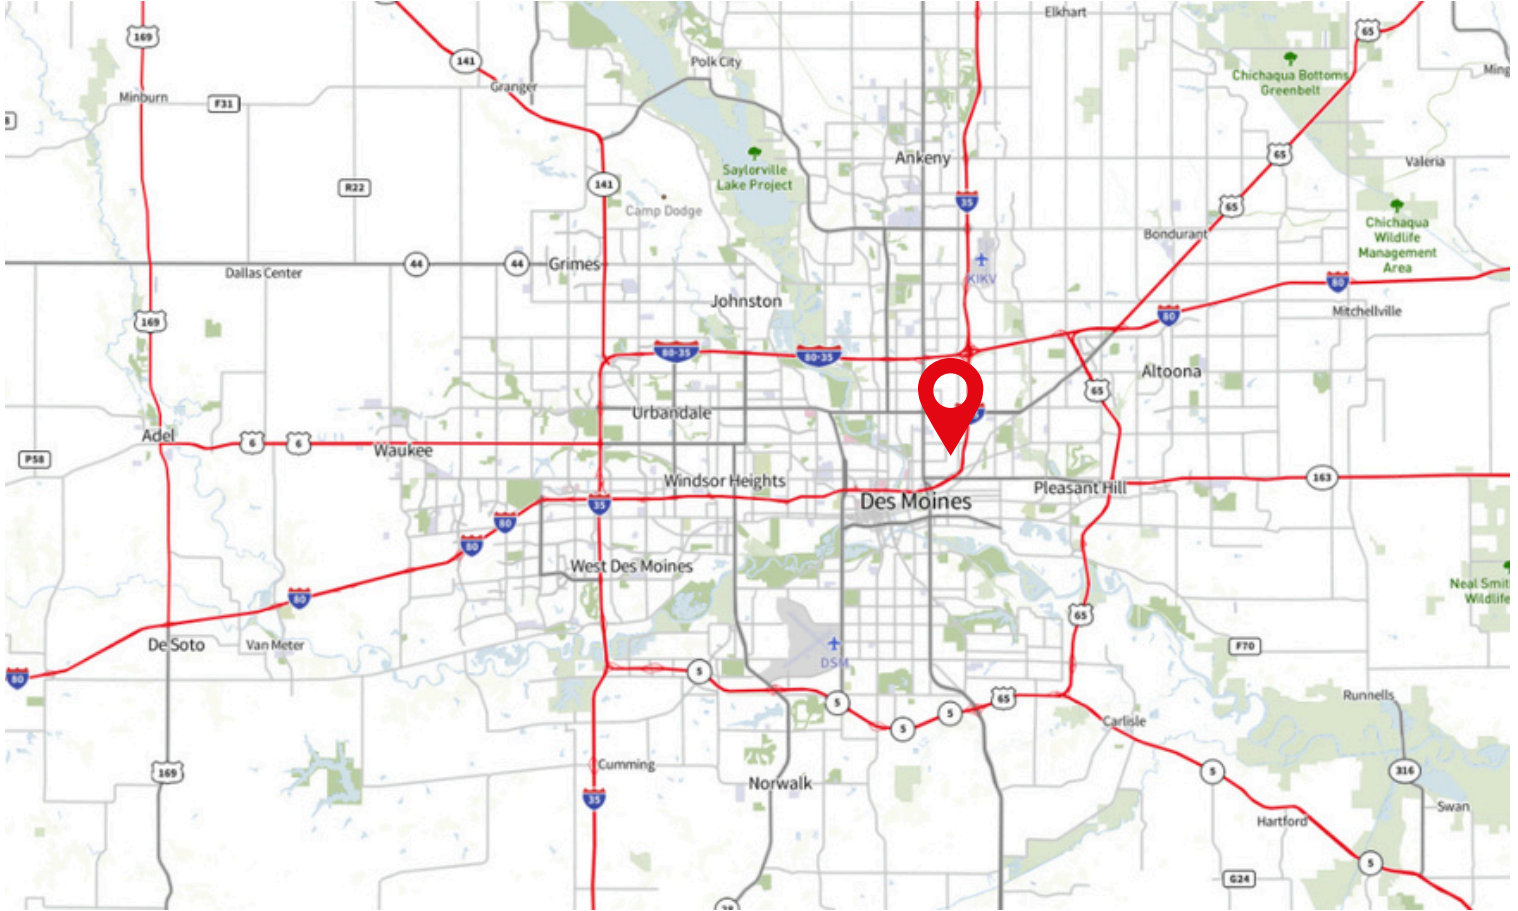 Elkhart
169
65
141
Polk City
Ming
Chichaqua Bottoms
Greenbelt
Granger
Minburn
F31
65
Ankeny
Valeria
Saylorville
Lake Project
141
R22
35
65
Camp Dodge
Chichaqua
Wildlife
Management
Area
Bondurant
44
44
Grimes
Dallas Center
KIKV
80
Johnston
80
Mitchellville
169
80-35
80-35
Altoona
65
Urbandale
Adel
6
6
Waukee
P58
Windsor Heights
Pleasant Hill
163
Des Moines
35
80
80
West Des Moines
Neal Smit
Wildlife
80
65
De Soto
Van Meter
DSM
F70
80
5
Runnells
65
5
5
5
Carlisle
Cumming
169
Norwalk
5
316
35
Swan
Hartford
5
G24
28